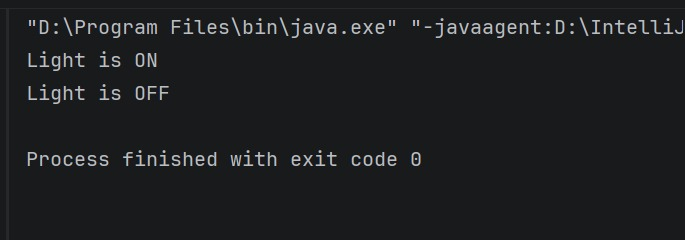 "D:\Program Files\bin\java.exe" "-javaagent:D:\IntelliJ
Light is ON
Light is OFF
Process finished with exit code 0